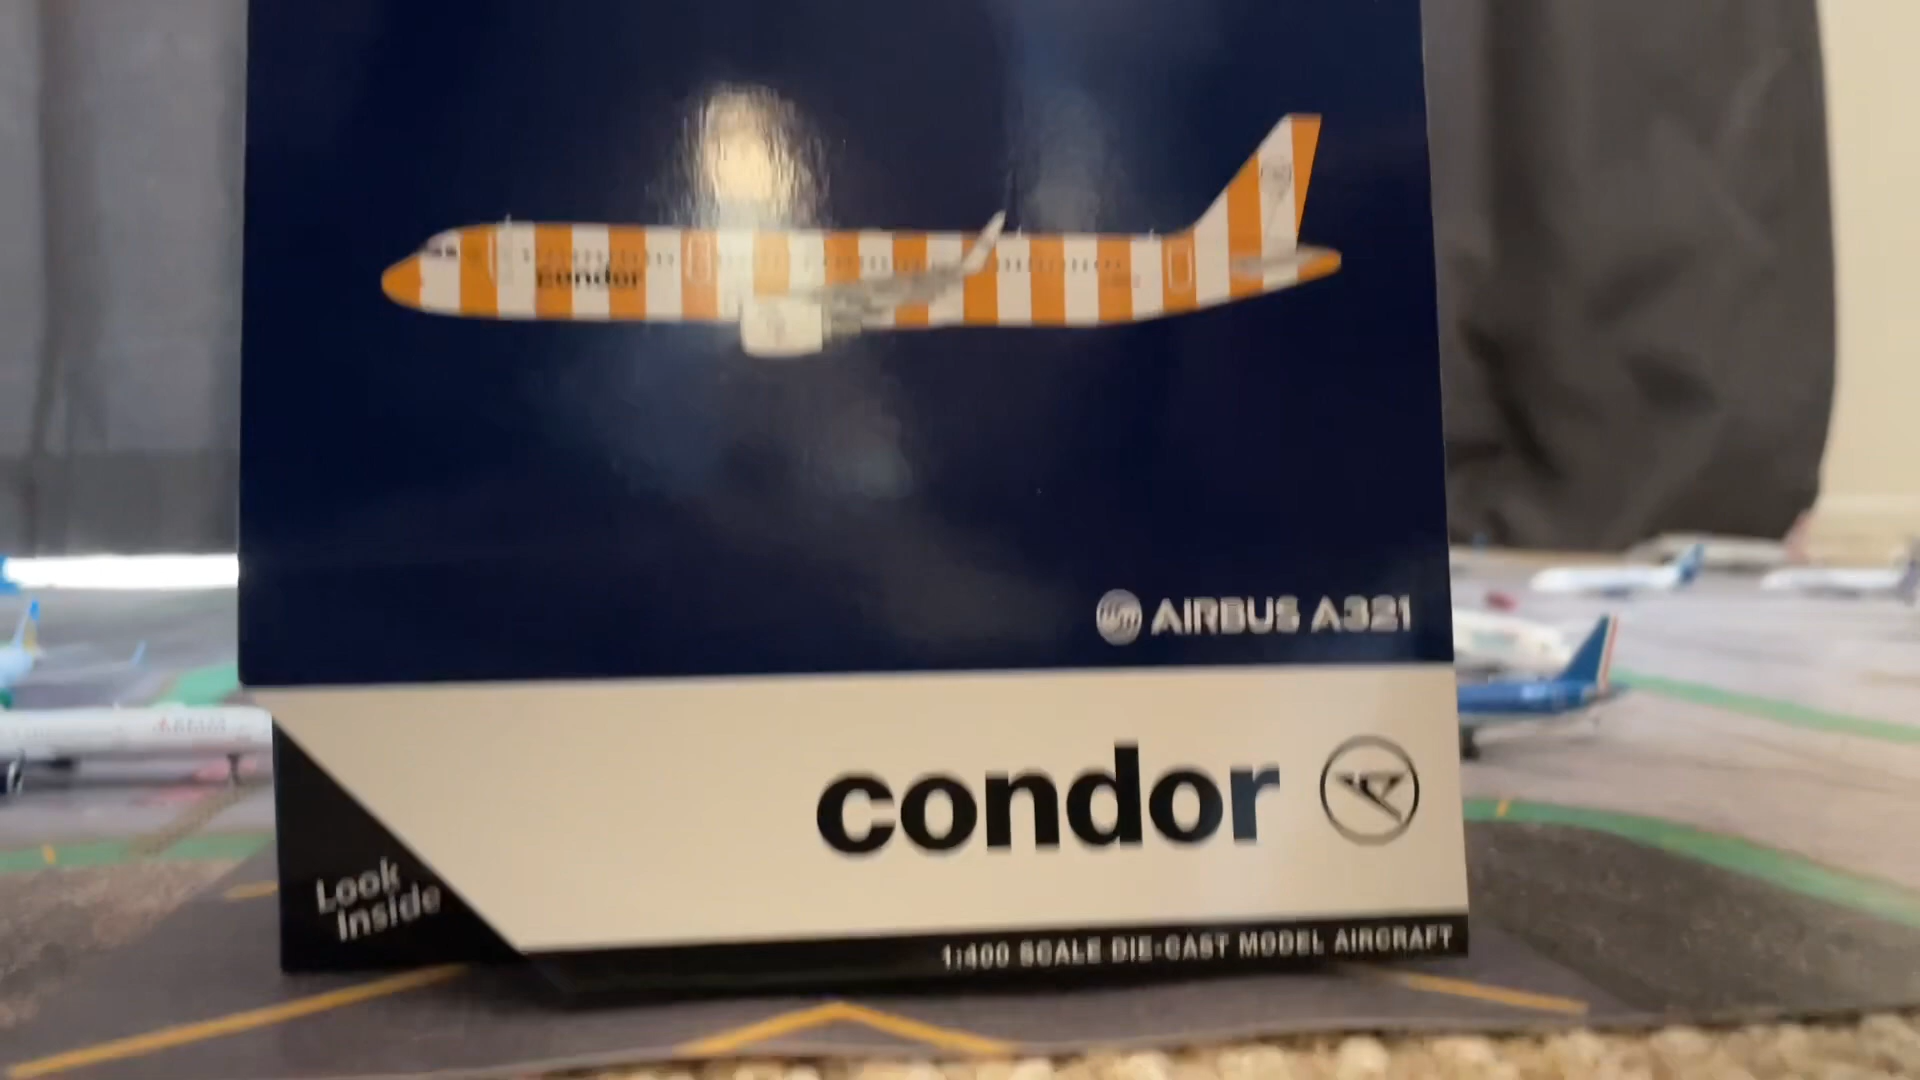 condor
AIRBUS A321
condor
Look
Inside
1:400 SCALE DIE-CAST MODEL AIRCRAFT